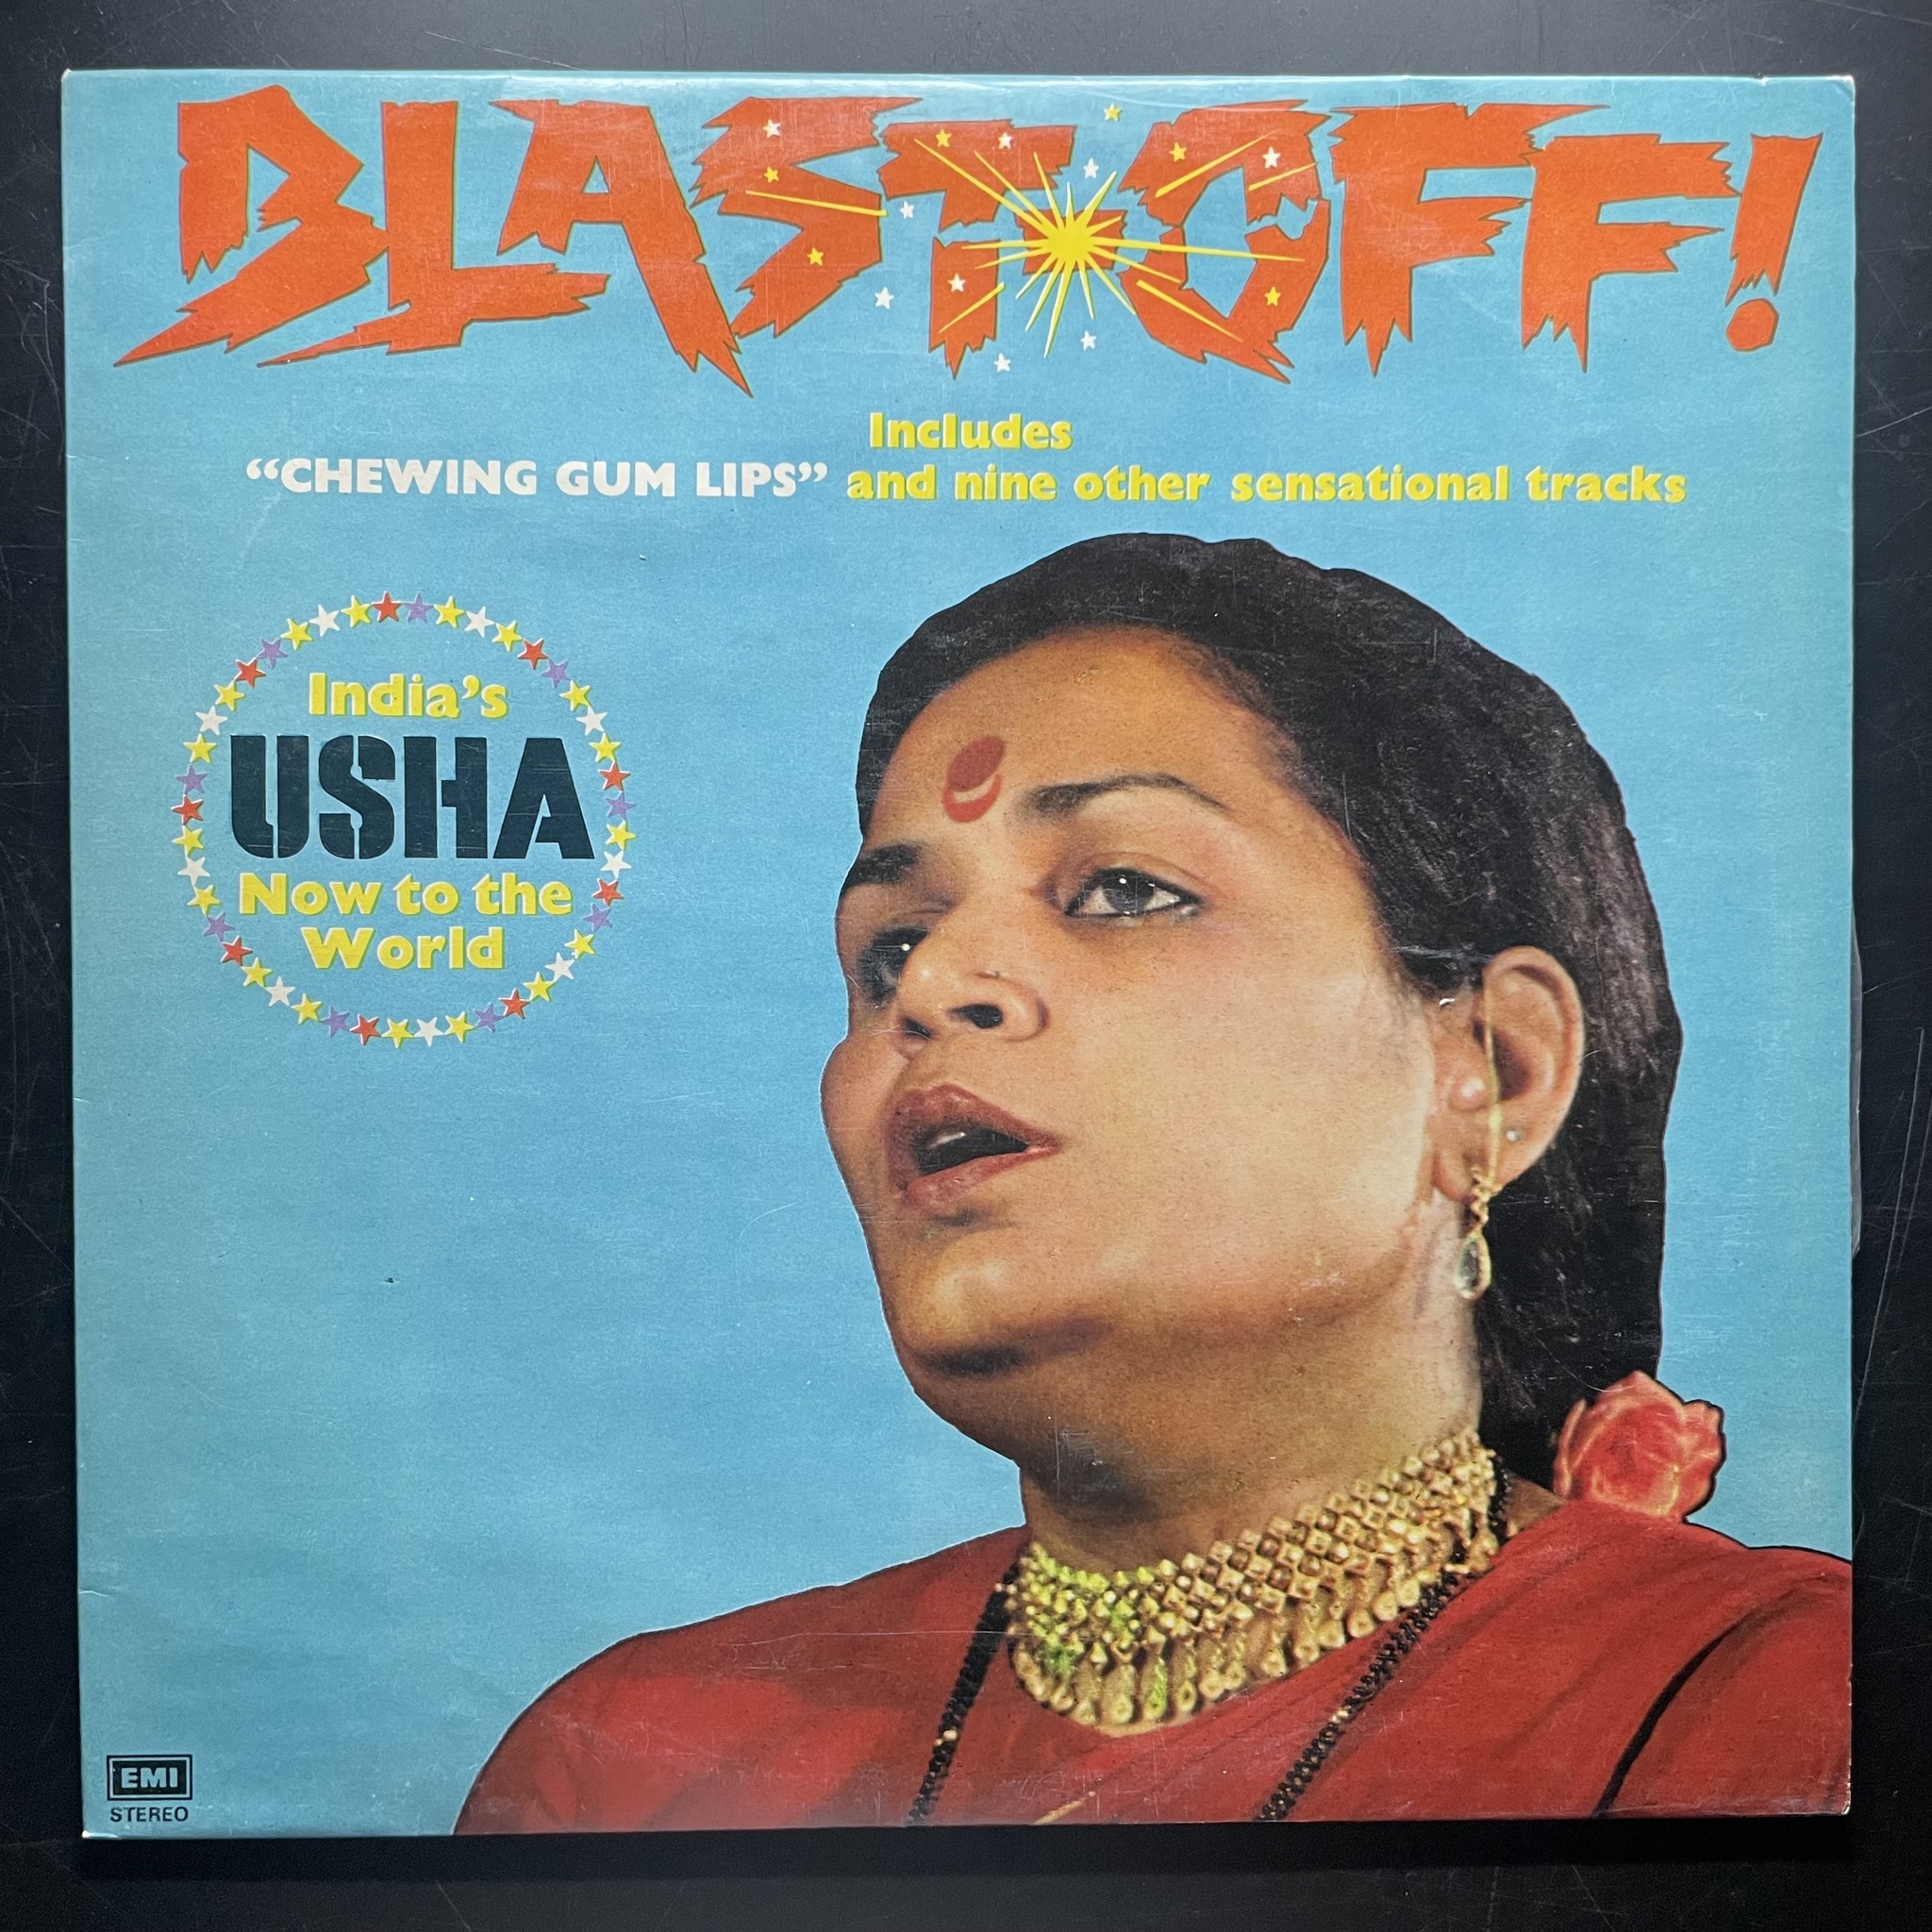 BLAST-OFF!
Includes
“CHEWING GUM LIPS” and nine other sensational tracks
India’s
USHA
Now to the
World
EMI
STEREO